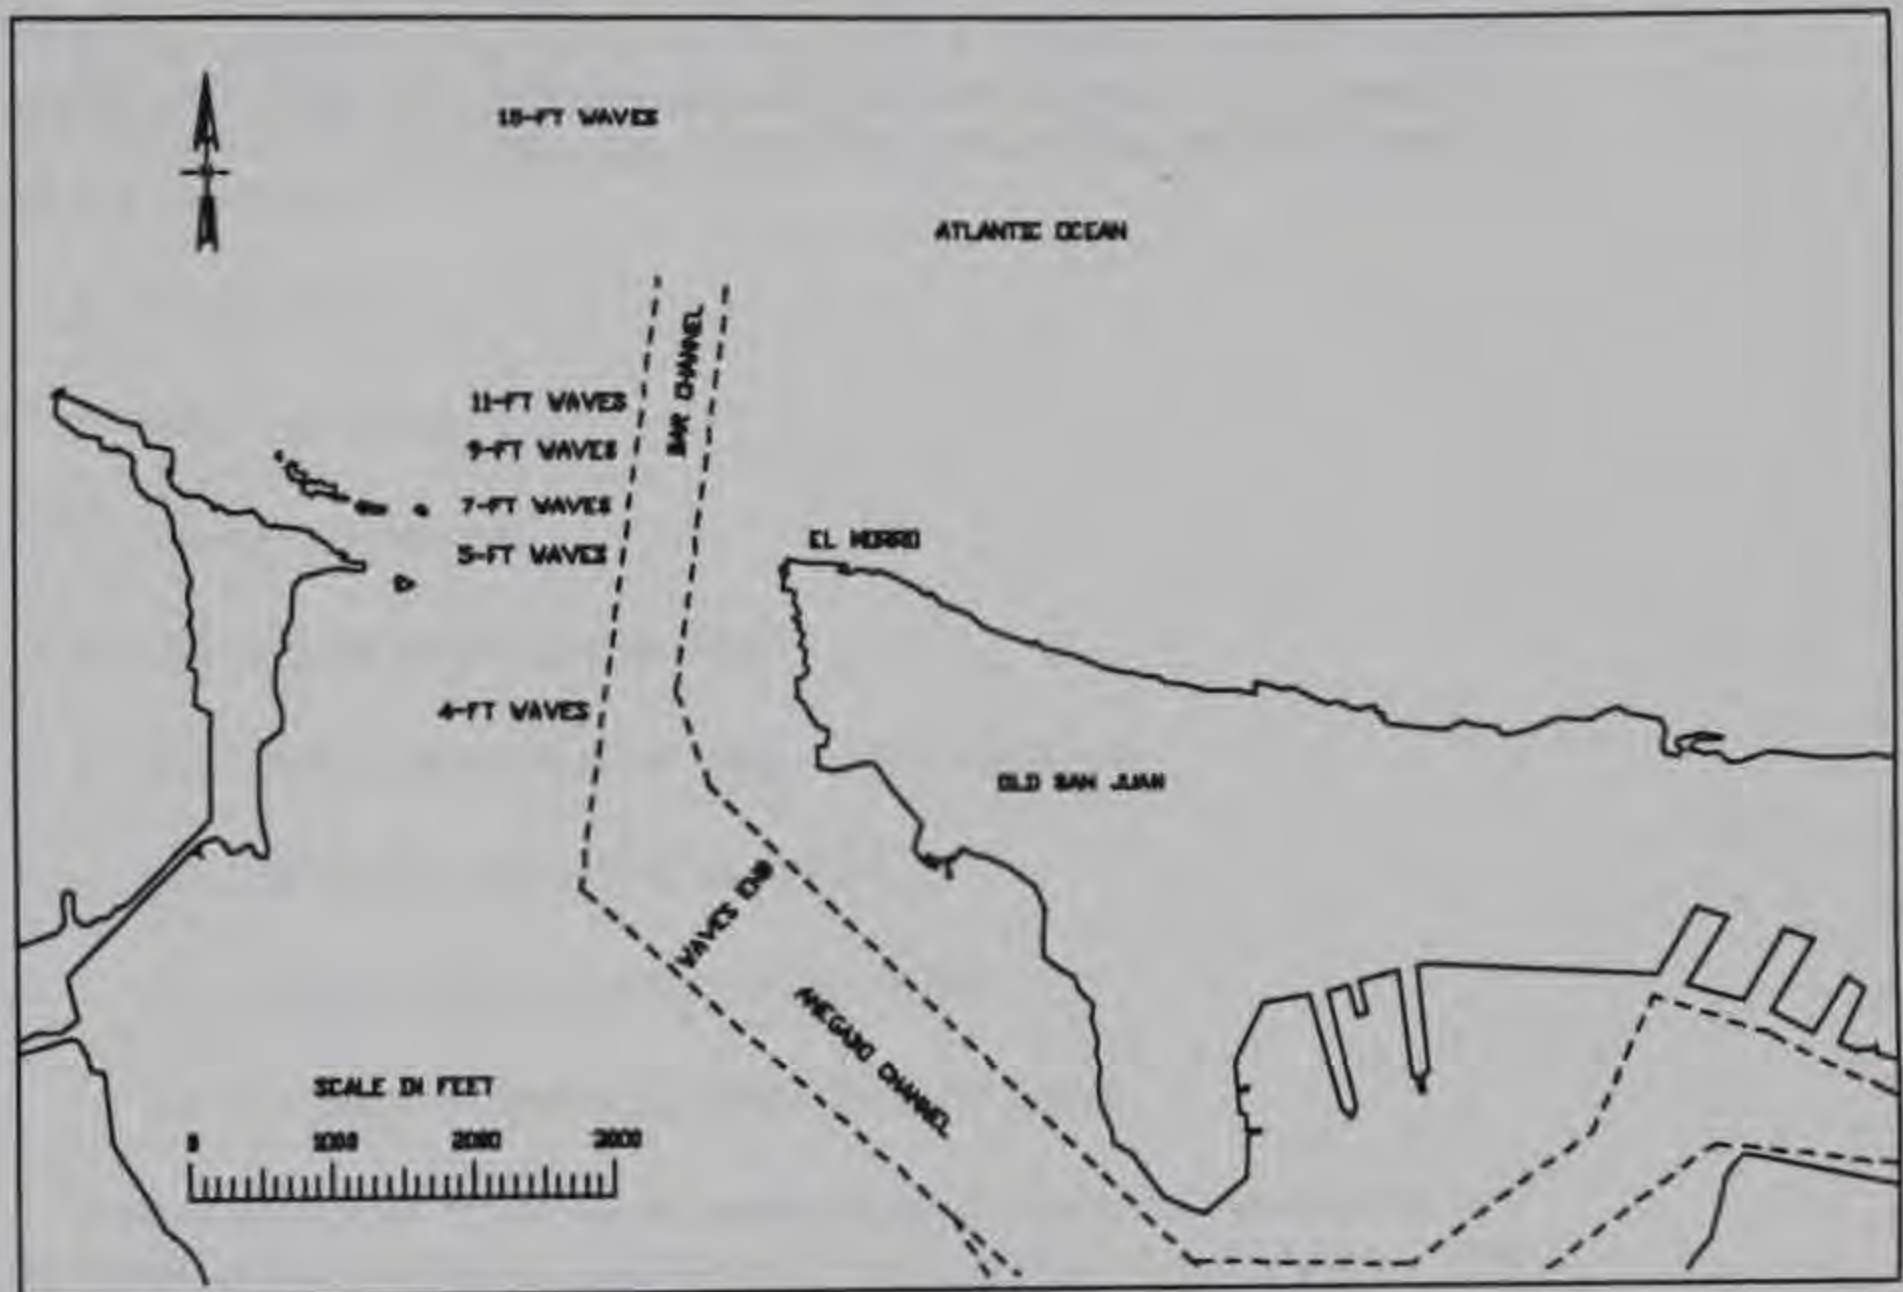 15-FT WAVES
ATLANTIC OCEAN
BAR CHANNEL
11-FT WAVES
9-FT WAVES
7-FT WAVES
5-FT WAVES
EL MORRO
4-FT WAVES
OLD SAN JUAN
WAVES END
ANEGADO CHANNEL
SCALE IN FEET
0 1000 2000 3000